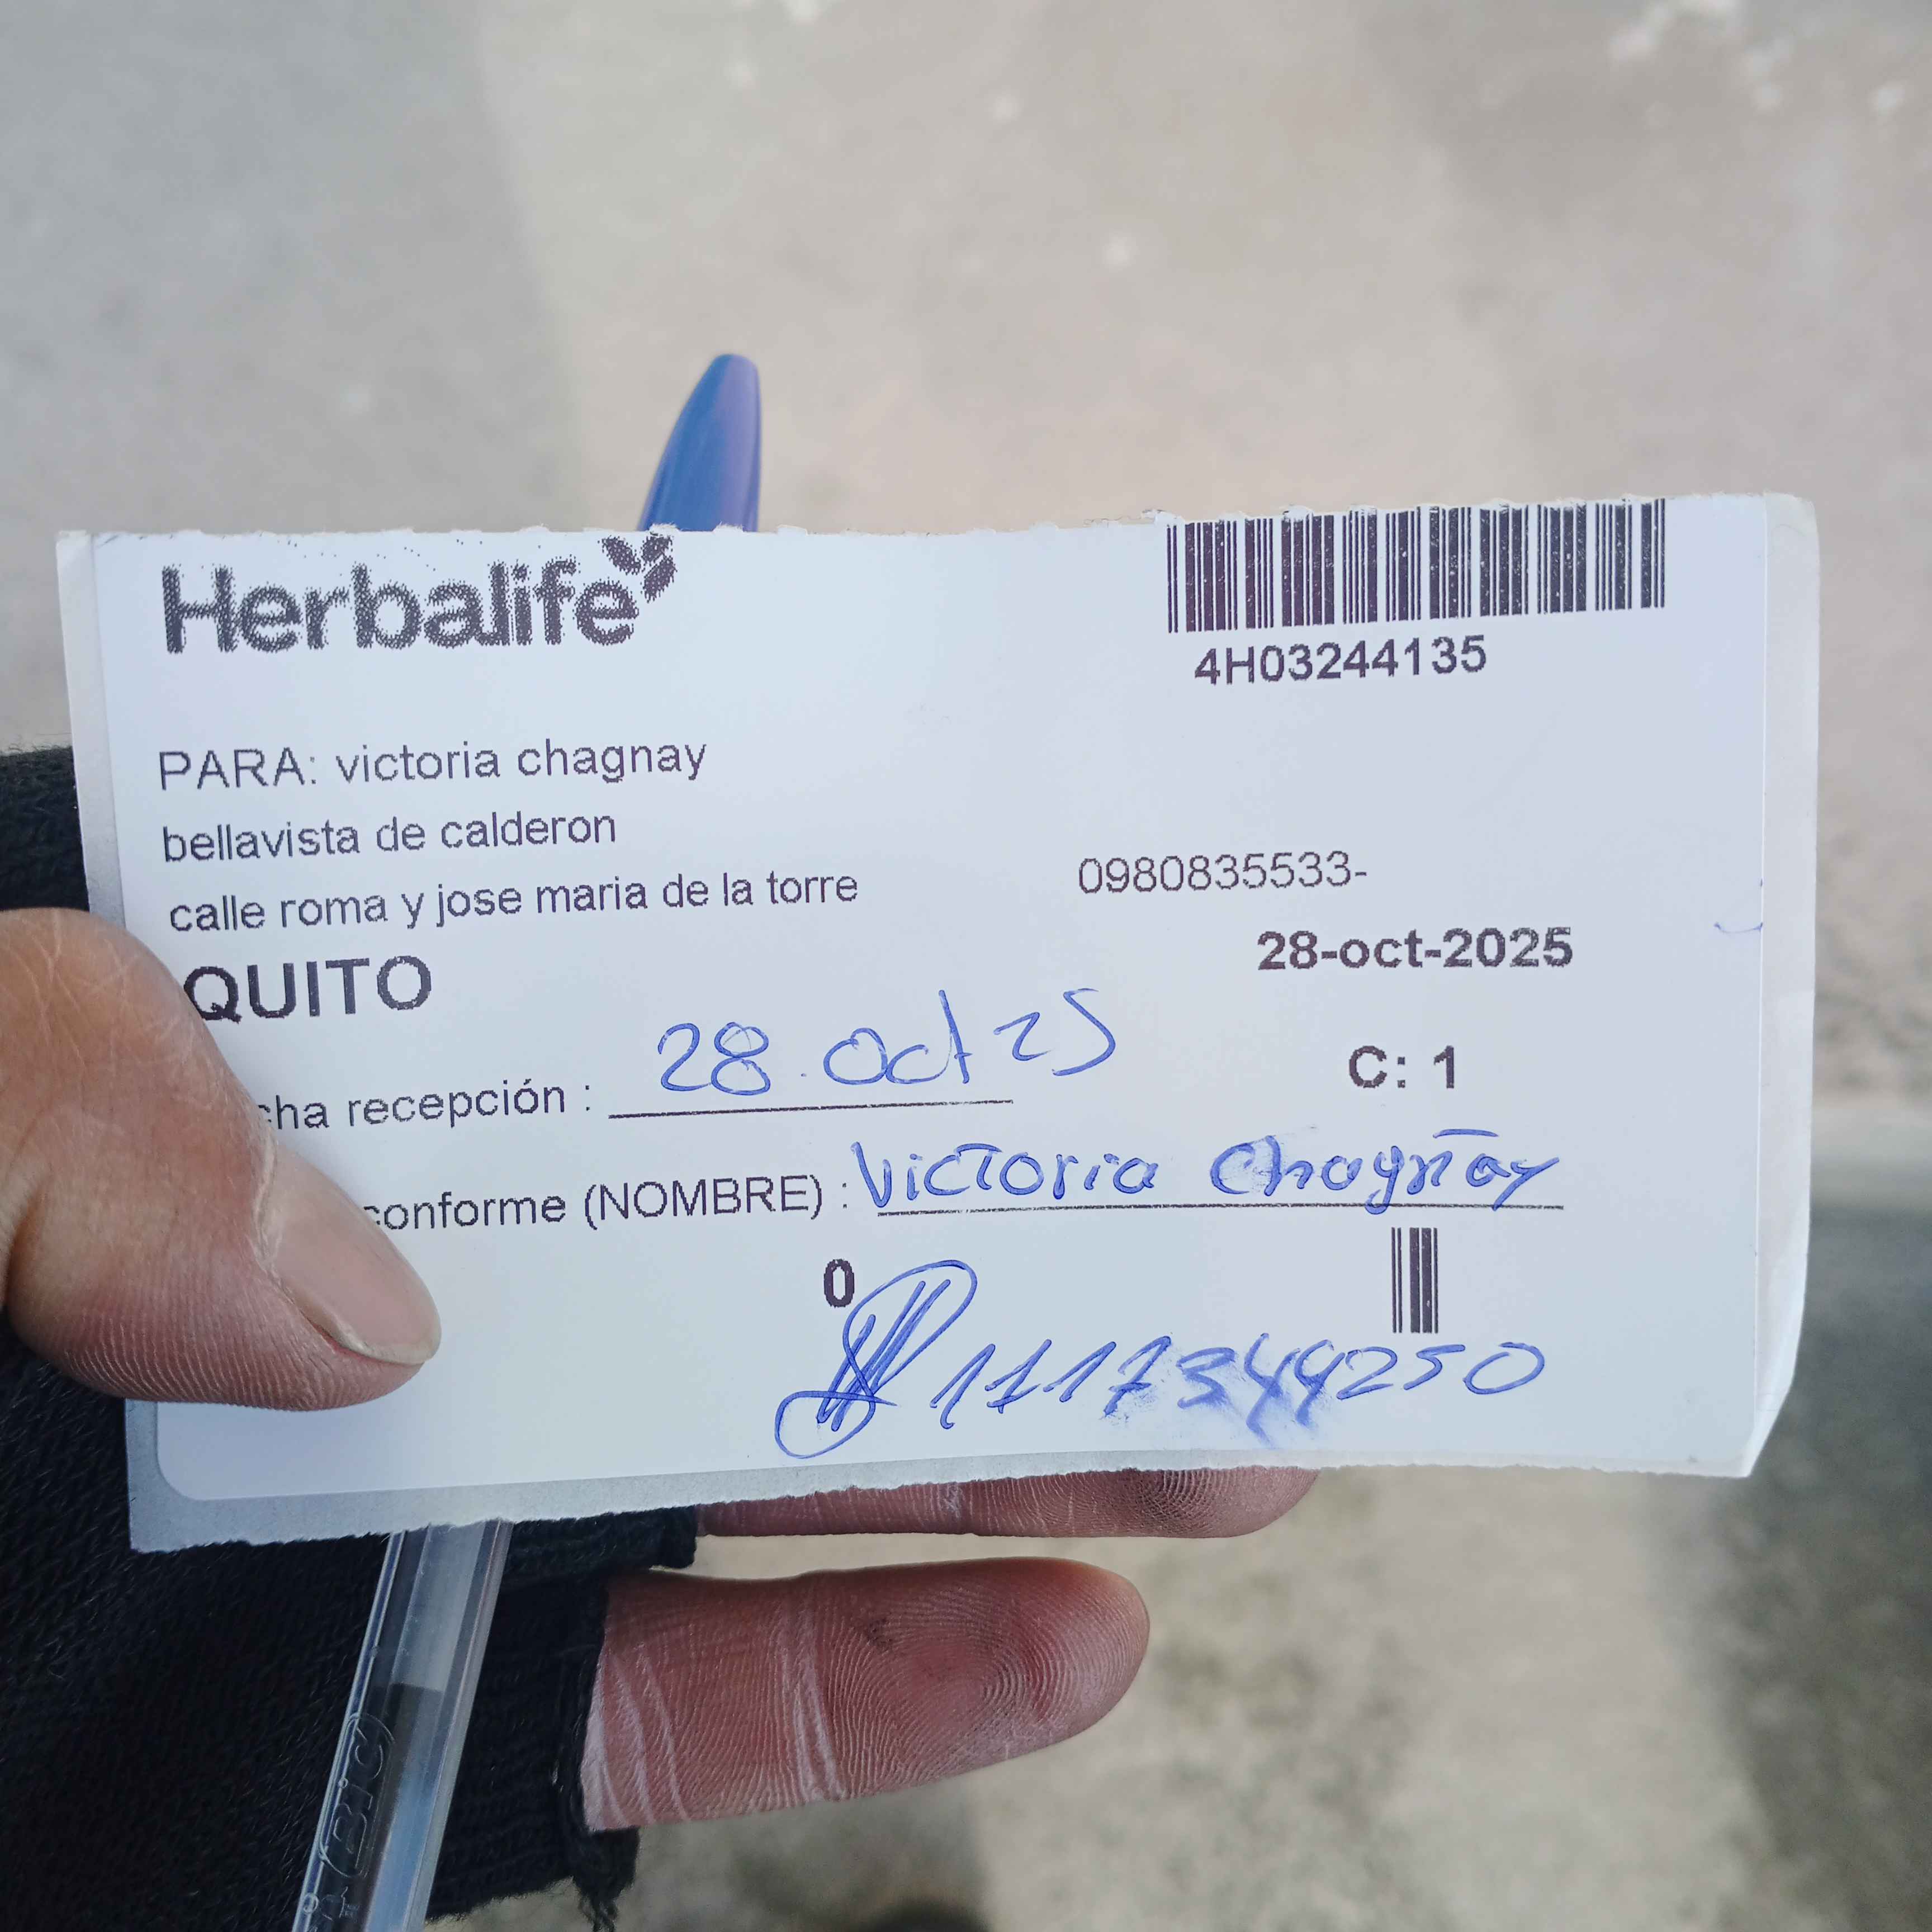 Herbalife
4H03244135
PARA: victoria chagnay
bellavista de calderon
calle roma y jose maria de la torre
0980835533-
QUITO
28-oct-2025
cha recepción : 28. Oct 25
C: 1
conforme (NOMBRE) : Victoria Chagñay
0
1117344250
BIC